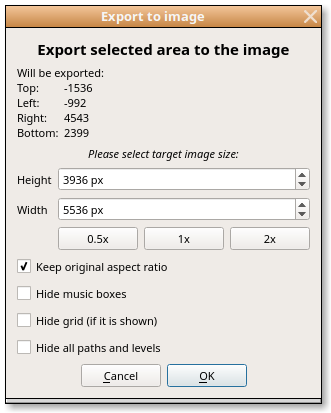 Export to image
Export selected area to the image
Will be exported:
Top: -1536
Left: -992
Right: 4543
Bottom: 2399
Please select target image size:
Height 3936 px
Width 5536 px
0.5x 1x 2x
Keep original aspect ratio
Hide music boxes
Hide grid (if it is shown)
Hide all paths and levels
Cancel OK